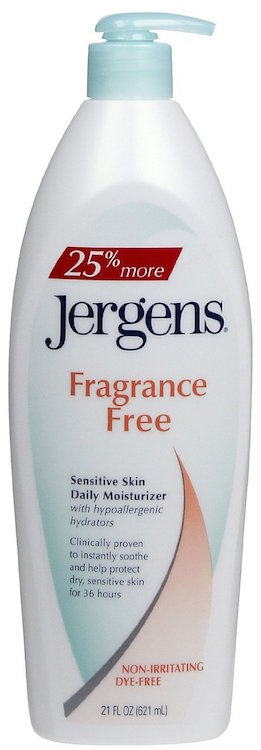 25% more
Jergens®
Fragrance
Free
Sensitive Skin
Daily Moisturizer
with hypoallergenic
hydrators
Clinically proven
to instantly soothe
and help protect
dry, sensitive skin
for 36 hours
NON-IRRITATING
DYE-FREE
21 FL OZ (621 mL)